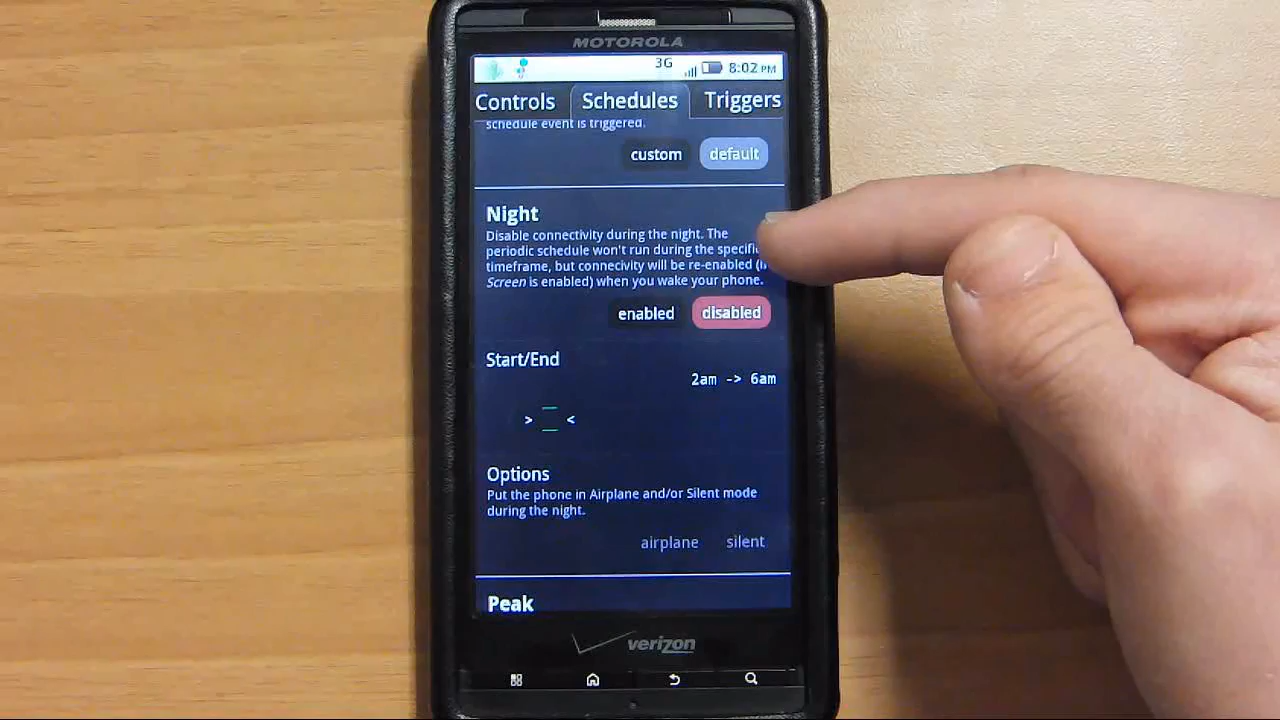 MOTOROLA
3G 8:02 PM
Controls Schedules Triggers
schedule event is triggered.
custom default
Night
Disable connectivity during the night. The
periodic schedule won't run during the
timeframe, but connecivity will be re-enabled
Screen is enabled) when you wake your phone.
enabled disabled
Start/End
2am -> 6am
> <
Options
Put the phone in Airplane and/or Silent mode
during the night.
airplane silent
Peak
verizon